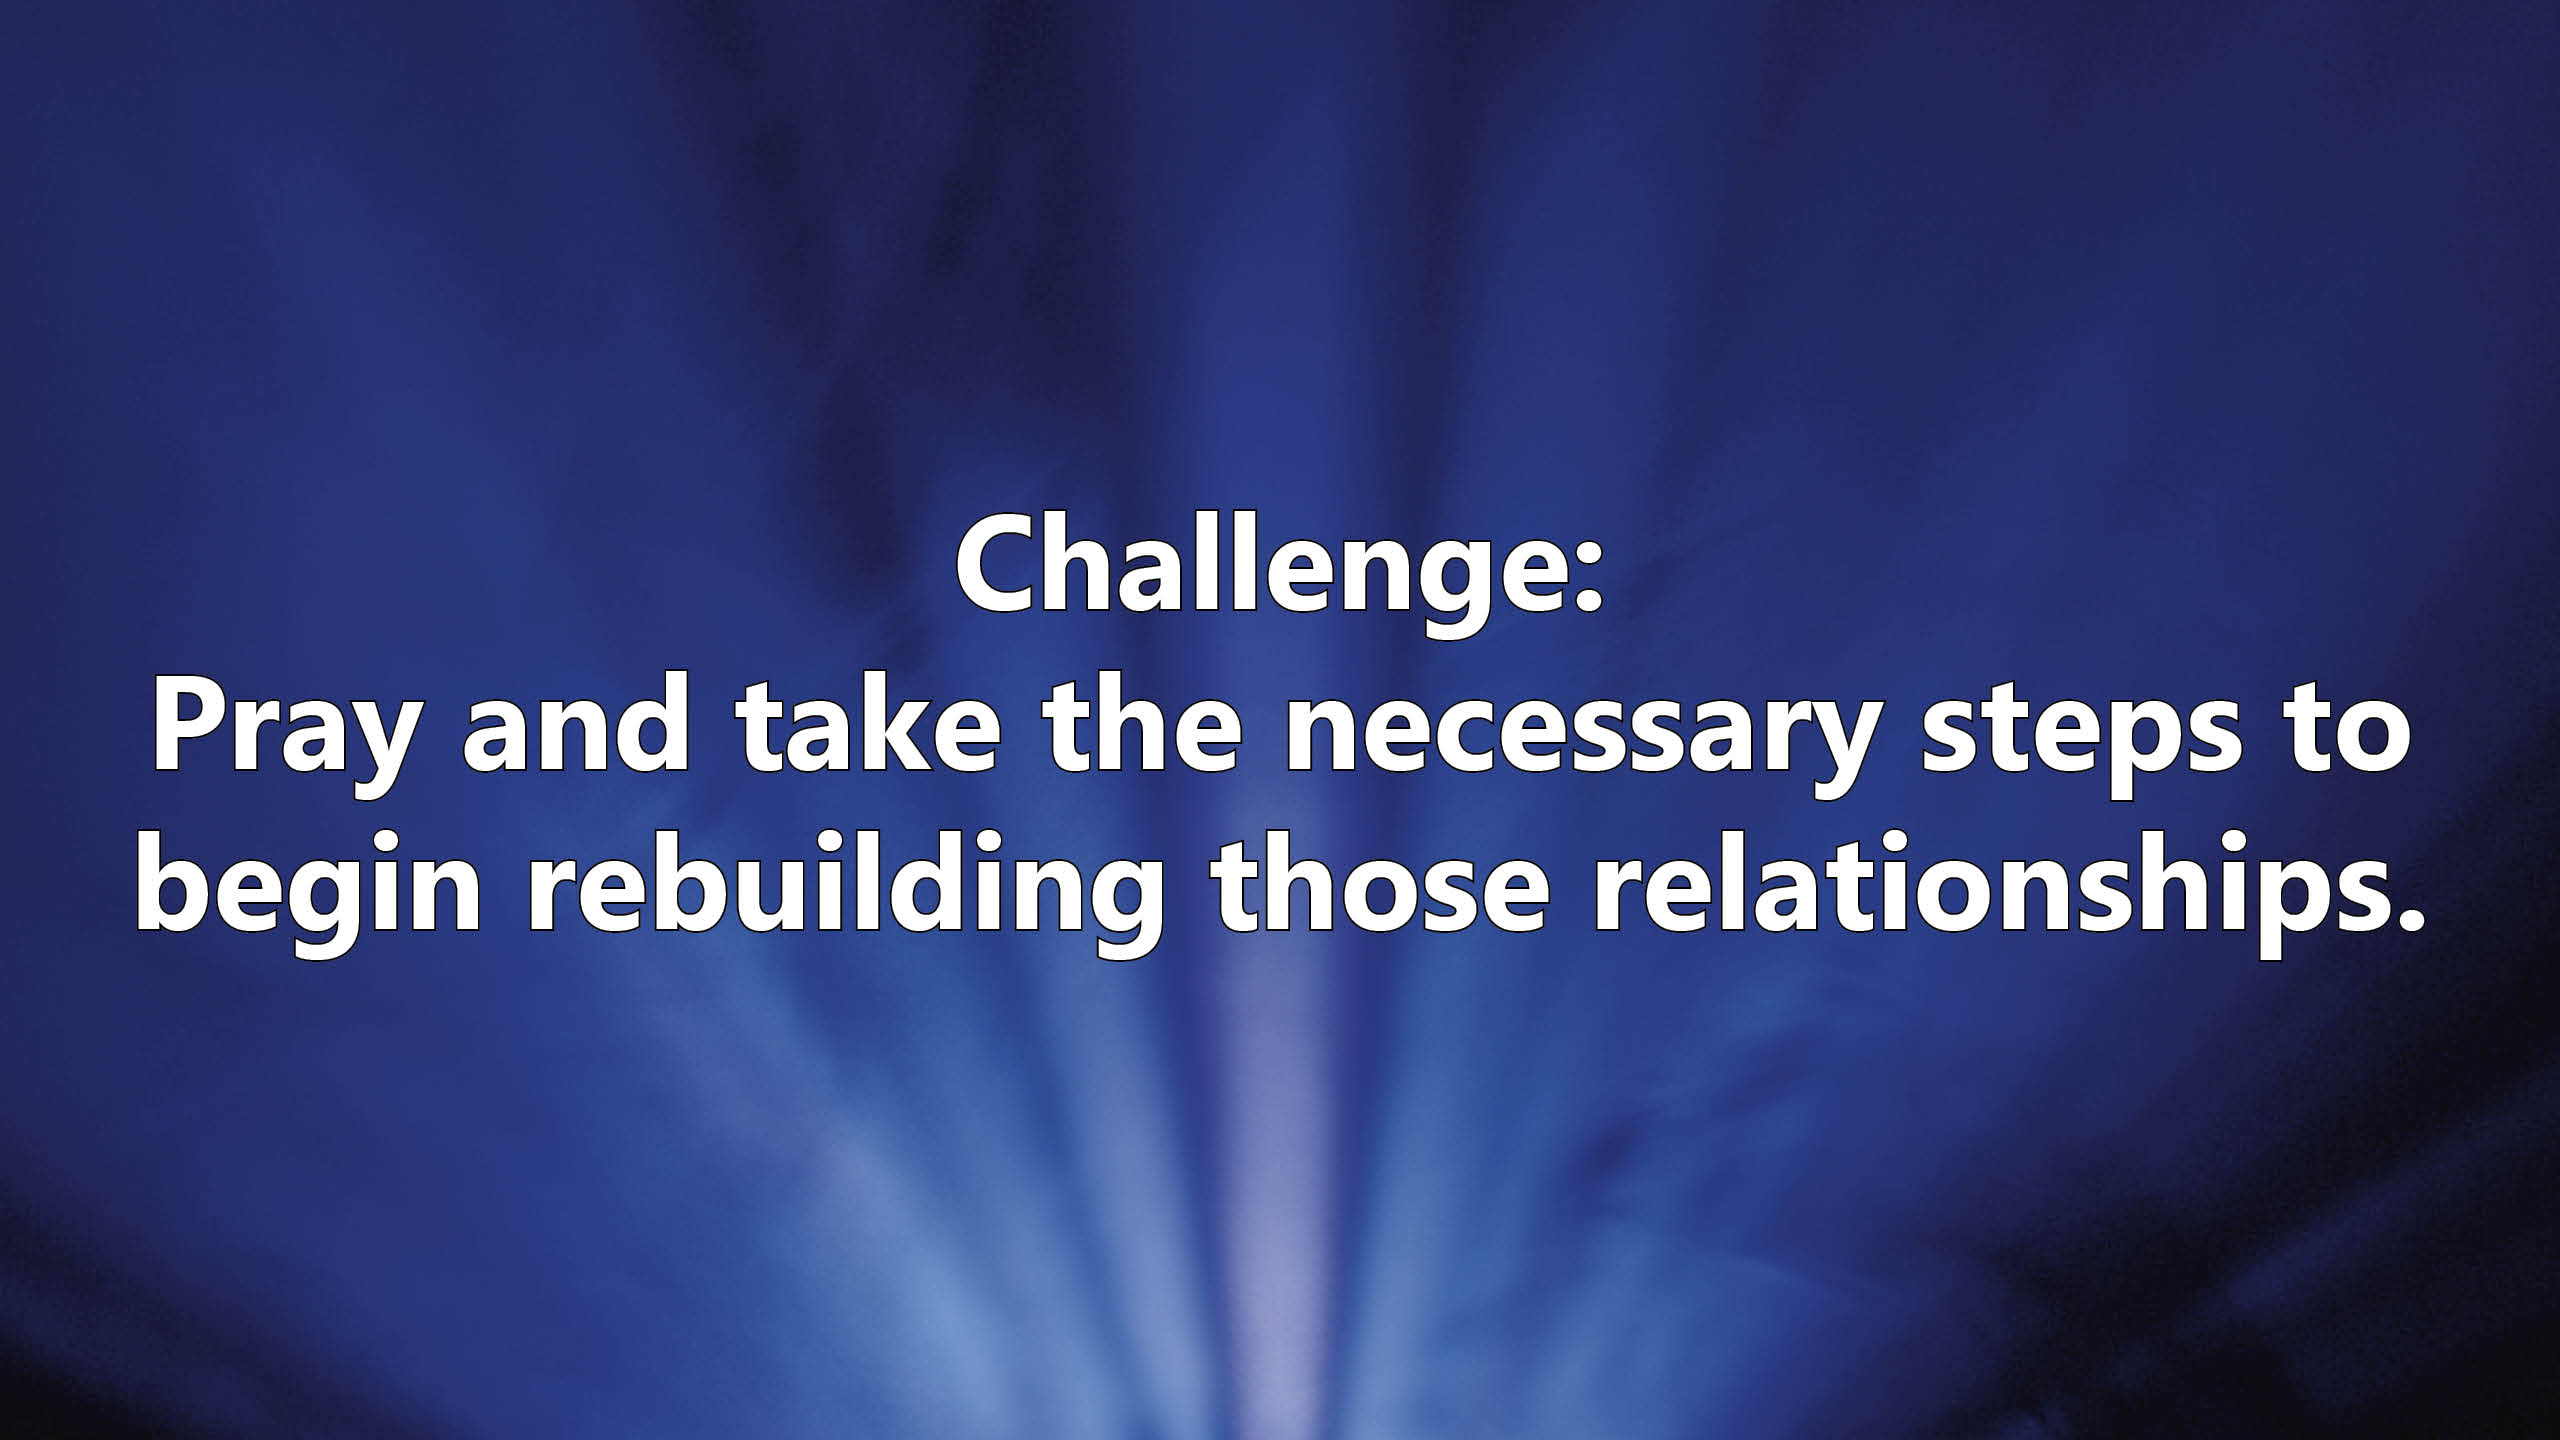 Challenge:
Pray and take the necessary steps to
begin rebuilding those relationships.